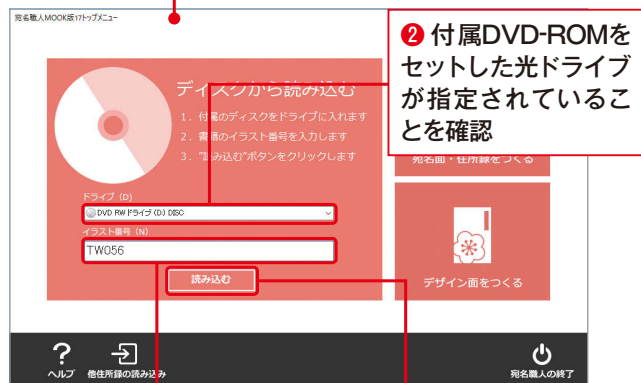 宛名職人MOOK版17トップメニュー
❷ 付属DVD-ROMを
セットした光ドライブ
が指定されているこ
とを確認
ディスクから読み込む
1. 付属のディスクをドライブに入れます
2. 書籍のイラスト番号を入力します
3. "読み込む"ボタンをクリックします
ドライブ (D)
DVD RW ドライブ (D:) DISC
イラスト番号 (N)
TW056
読み込む
宛名面・住所録をつくる
デザイン面をつくる
?
ヘルプ
他住所録の読み込み
宛名職人の終了